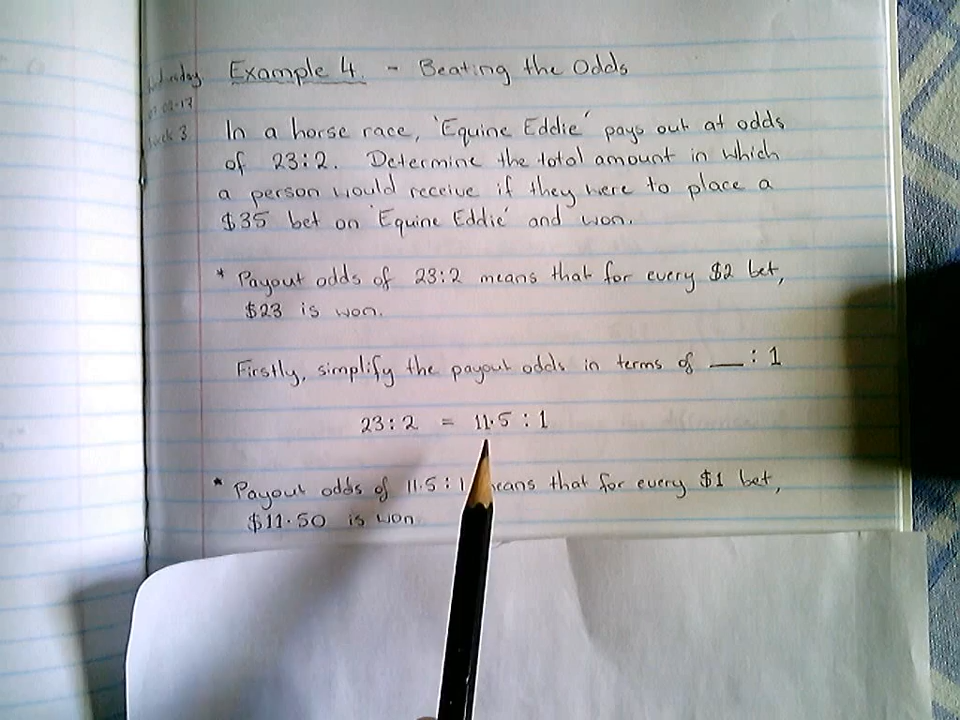 Example 4. - Beating the Odds
In a horse race, 'Equine Eddie' pays out at odds
of 23:2. Determine the total amount in which
a person would receive if they were to place a
$35 bet on 'Equine Eddie' and won.
* Payout odds of 23:2 means that for every $2 bet,
$23 is won.
Firstly, simplify the payout odds in terms of __ : 1
23:2 = 11.5 : 1
* Payout odds of 11.5:1 means that for every $1 bet,
$11.50 is won